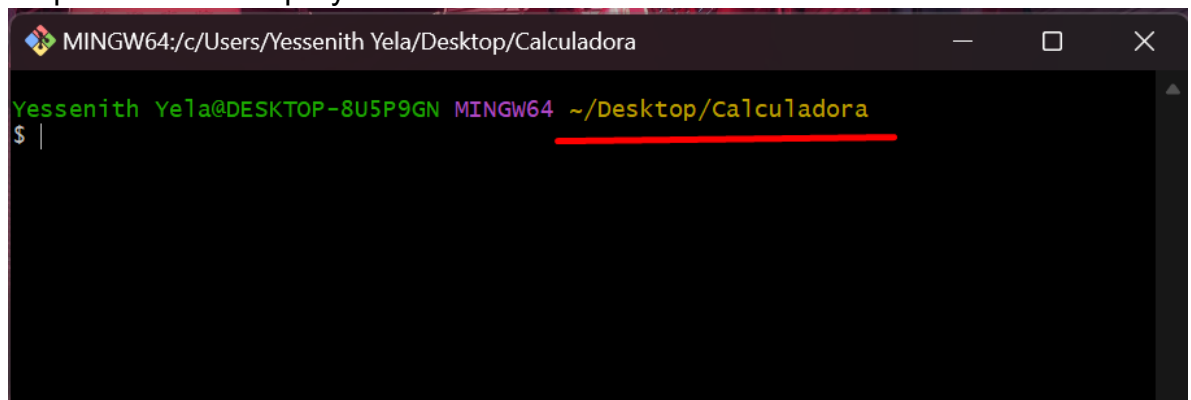 MINGW64:/c/Users/Yessenith Yela/Desktop/Calculadora
Yessenith Yela@DESKTOP-8U5P9GN MINGW64 ~/Desktop/Calculadora
$